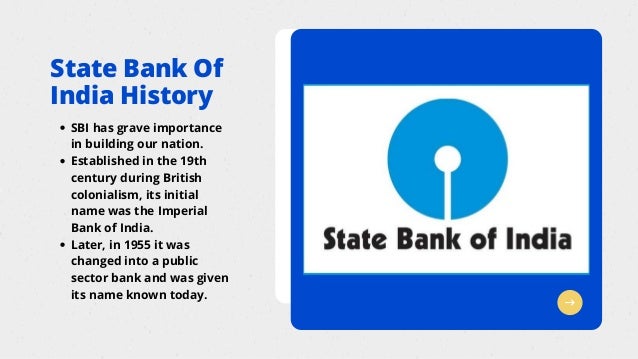 State Bank Of
India History
• SBI has grave importance
in building our nation.
• Established in the 19th
century during British
colonialism, its initial
name was the Imperial
Bank of India.
• Later, in 1955 it was
changed into a public
sector bank and was given
its name known today.
State Bank of India